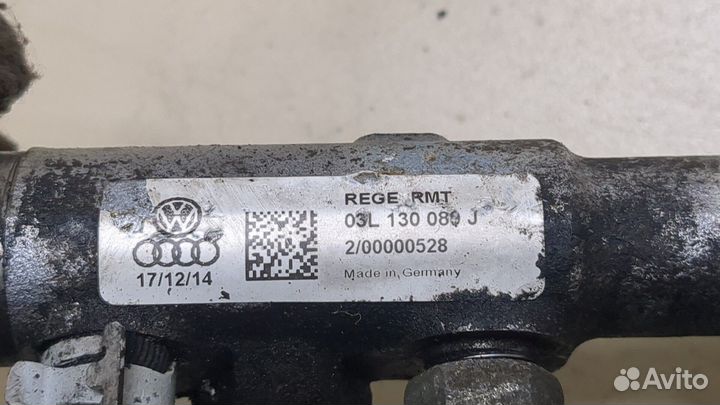 REGE RMT
03L 130 089 J
2/00000528
Made in Germany
17/12/14
Avito